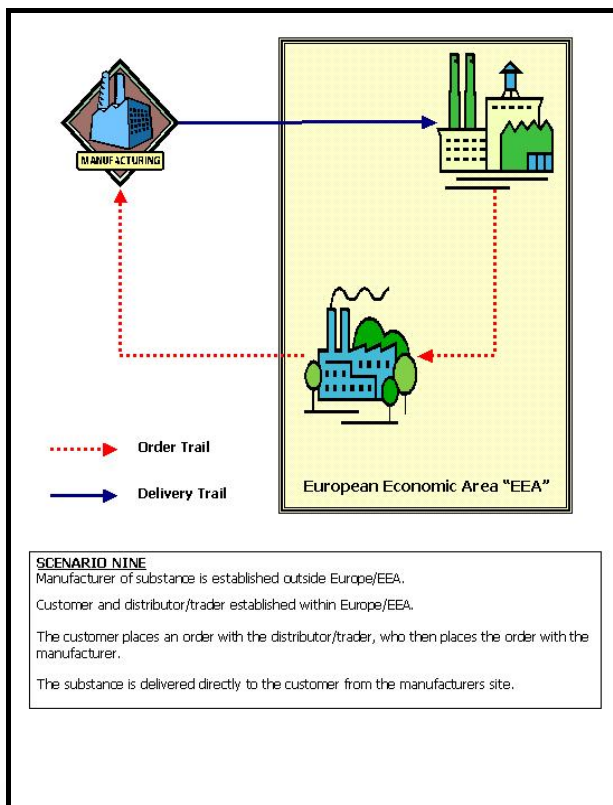 MANUFACTURING
Order Trail
Delivery Trail
European Economic Area "EEA"
SCENARIO NINE
Manufacturer of substance is established outside Europe/EEA.
Customer and distributor/trader established within Europe/EEA.
The customer places an order with the distributor/trader, who then places the order with the
manufacturer.
The substance is delivered directly to the customer from the manufacturers site.